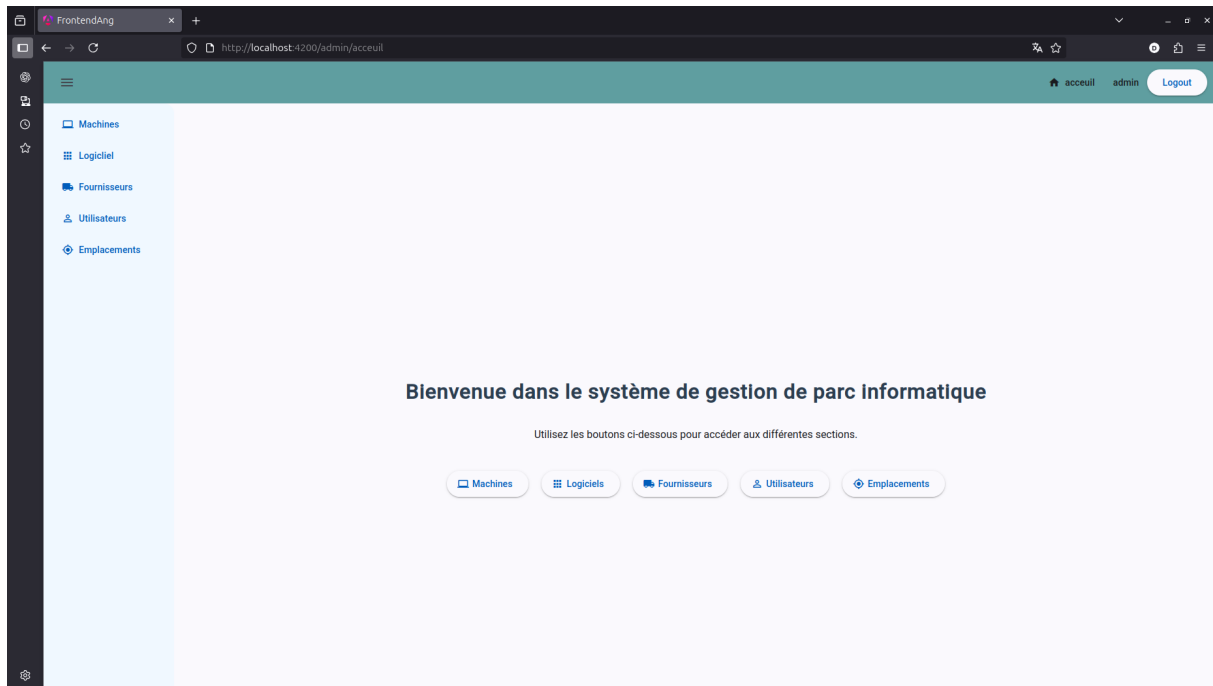 FrontendAng
http://localhost:4200/admin/acceuil
acceuil admin Logout
Machines
Logicliel
Fournisseurs
Utilisateurs
Emplacements
Bienvenue dans le système de gestion de parc informatique
Utilisez les boutons ci-dessous pour accéder aux différentes sections.
Machines Logiciels Fournisseurs Utilisateurs Emplacements